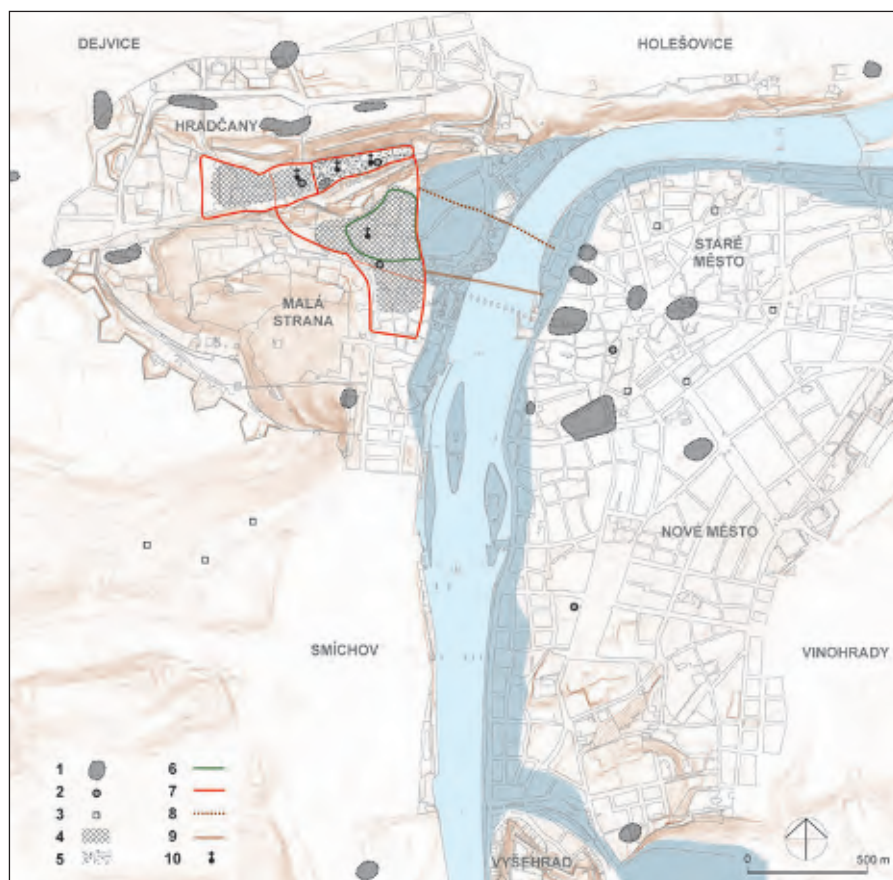 DEJVICE
HOLEŠOVICE
HRADČANY
STARÉ
MĚSTO
MALÁ
STRANA
NOVÉ MĚSTO
SMÍCHOV
VINOHRADY
VYŠEHRAD
1
2
3
4
5
6
7
8
9
10
0
500 m